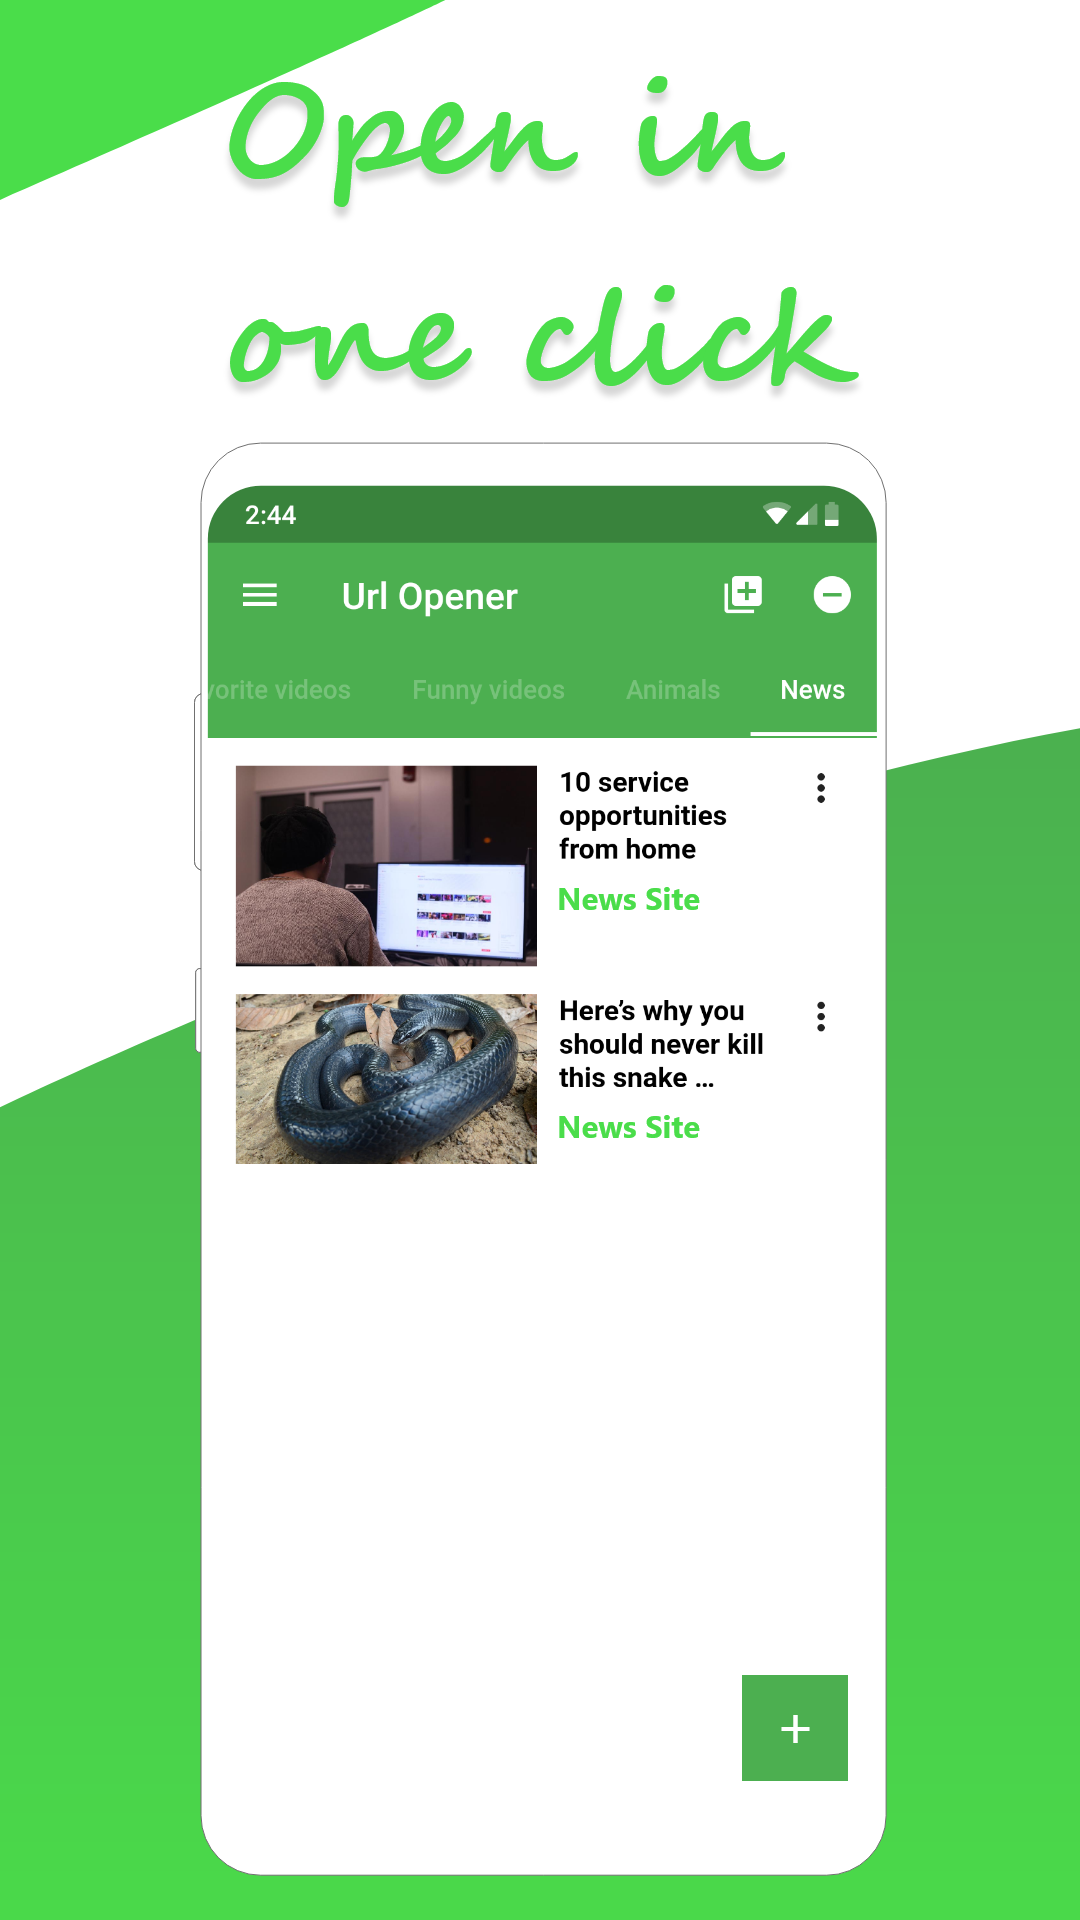 Open in
one click
2:44
Url Opener
vorite videos Funny videos Animals News
10 service
opportunities
from home
News Site
Here's why you
should never kill
this snake ...
News Site